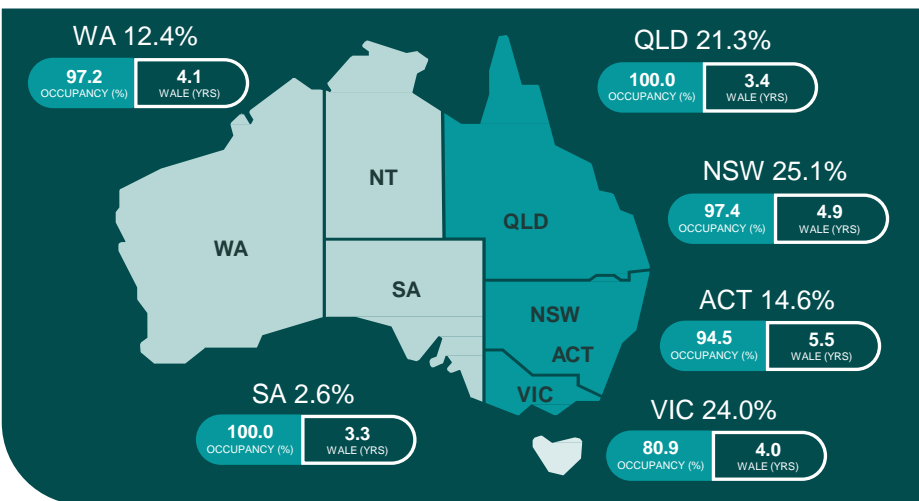 WA 12.4%
97.2
OCCUPANCY (%)
4.1
WALE (YRS)
QLD 21.3%
100.0
OCCUPANCY (%)
3.4
WALE (YRS)
NSW 25.1%
97.4
OCCUPANCY (%)
4.9
WALE (YRS)
ACT 14.6%
94.5
OCCUPANCY (%)
5.5
WALE (YRS)
VIC 24.0%
80.9
OCCUPANCY (%)
4.0
WALE (YRS)
SA 2.6%
100.0
OCCUPANCY (%)
3.3
WALE (YRS)
NT
QLD
WA
SA
NSW
ACT
VIC